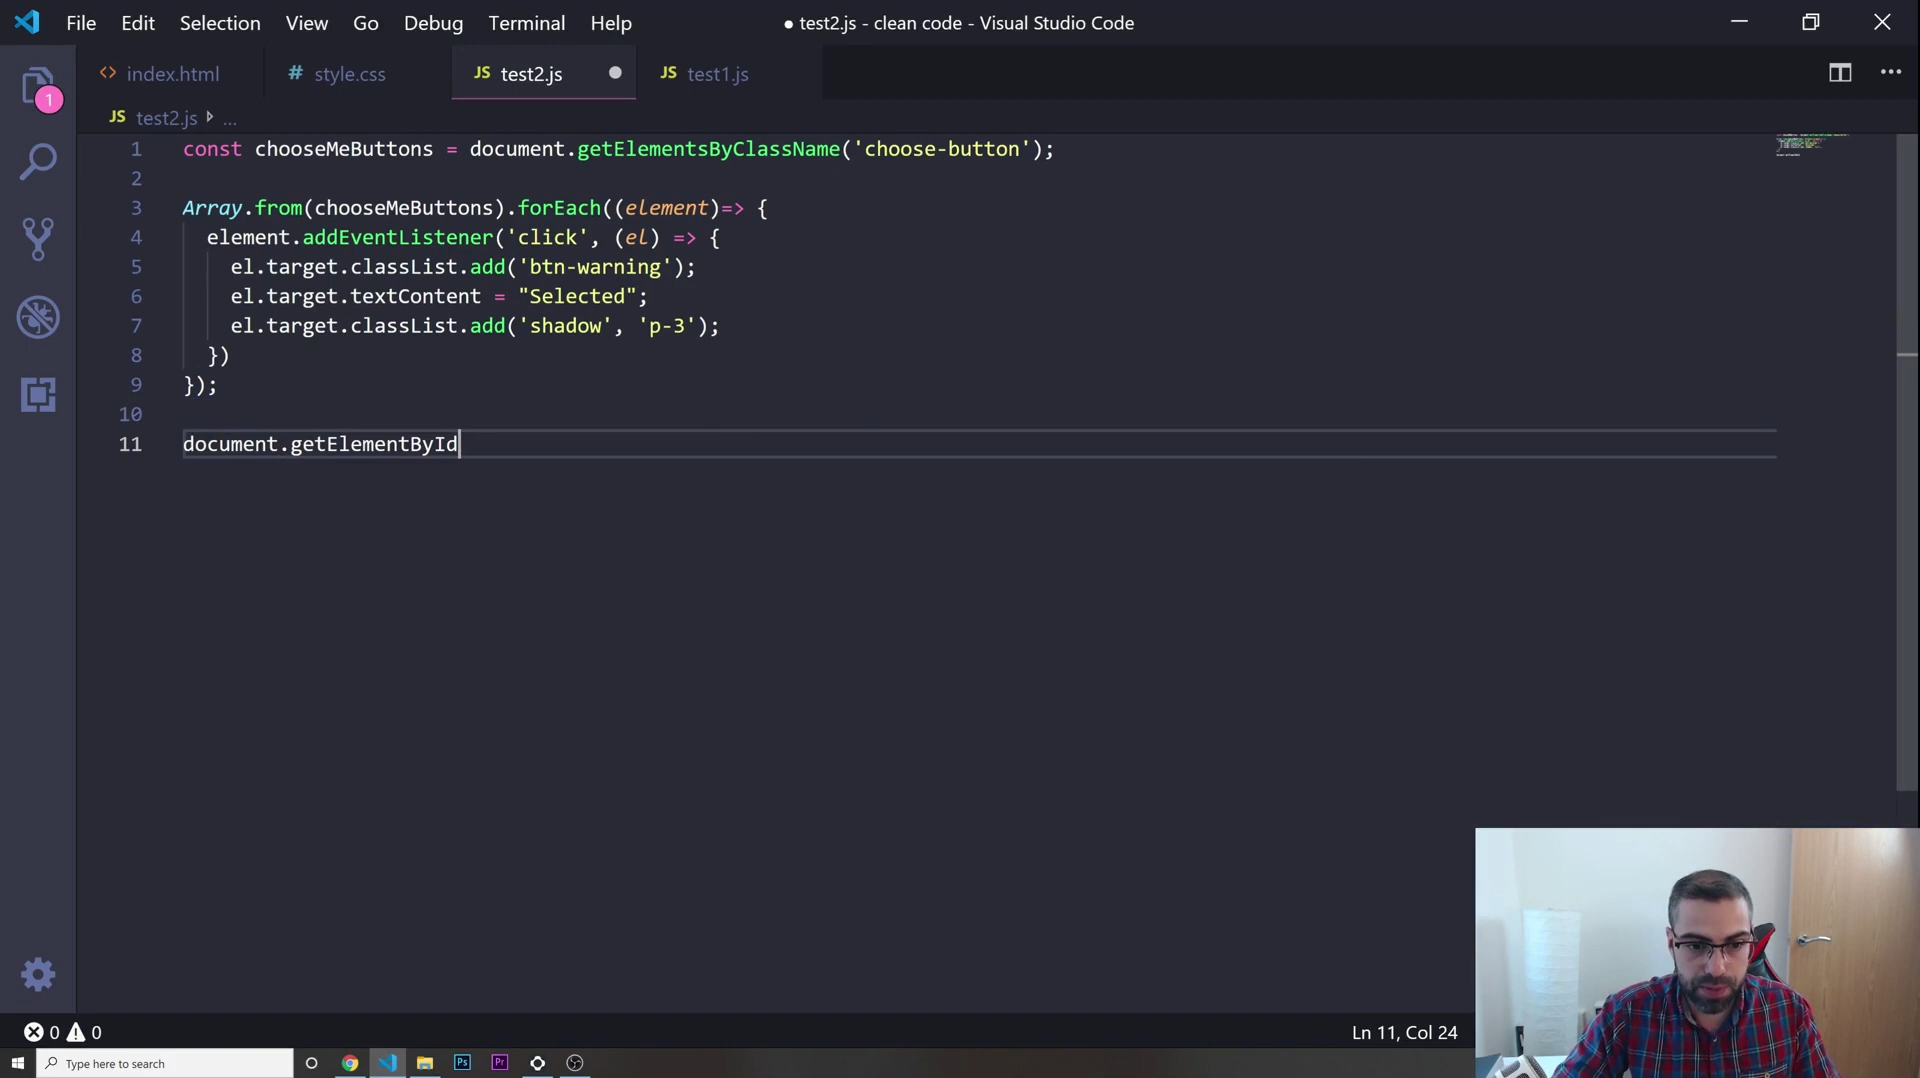 File Edit Selection View Go Debug Terminal Help ● test2.js - clean code - Visual Studio Code
index.html # style.css JS test2.js JS test1.js
1
JS test2.js ...
1 const chooseMeButtons = document.getElementsByClassName('choose-button');
2
3 Array.from(chooseMeButtons).forEach((element)=> {
4 element.addEventListener('click', (el) => {
5 el.target.classList.add('btn-warning');
6 el.target.textContent = "Selected";
7 el.target.classList.add('shadow', 'p-3');
8 })
9 });
10
11 document.getElementById
0 0 Ln 11, Col 24
Type here to search Ps Pr